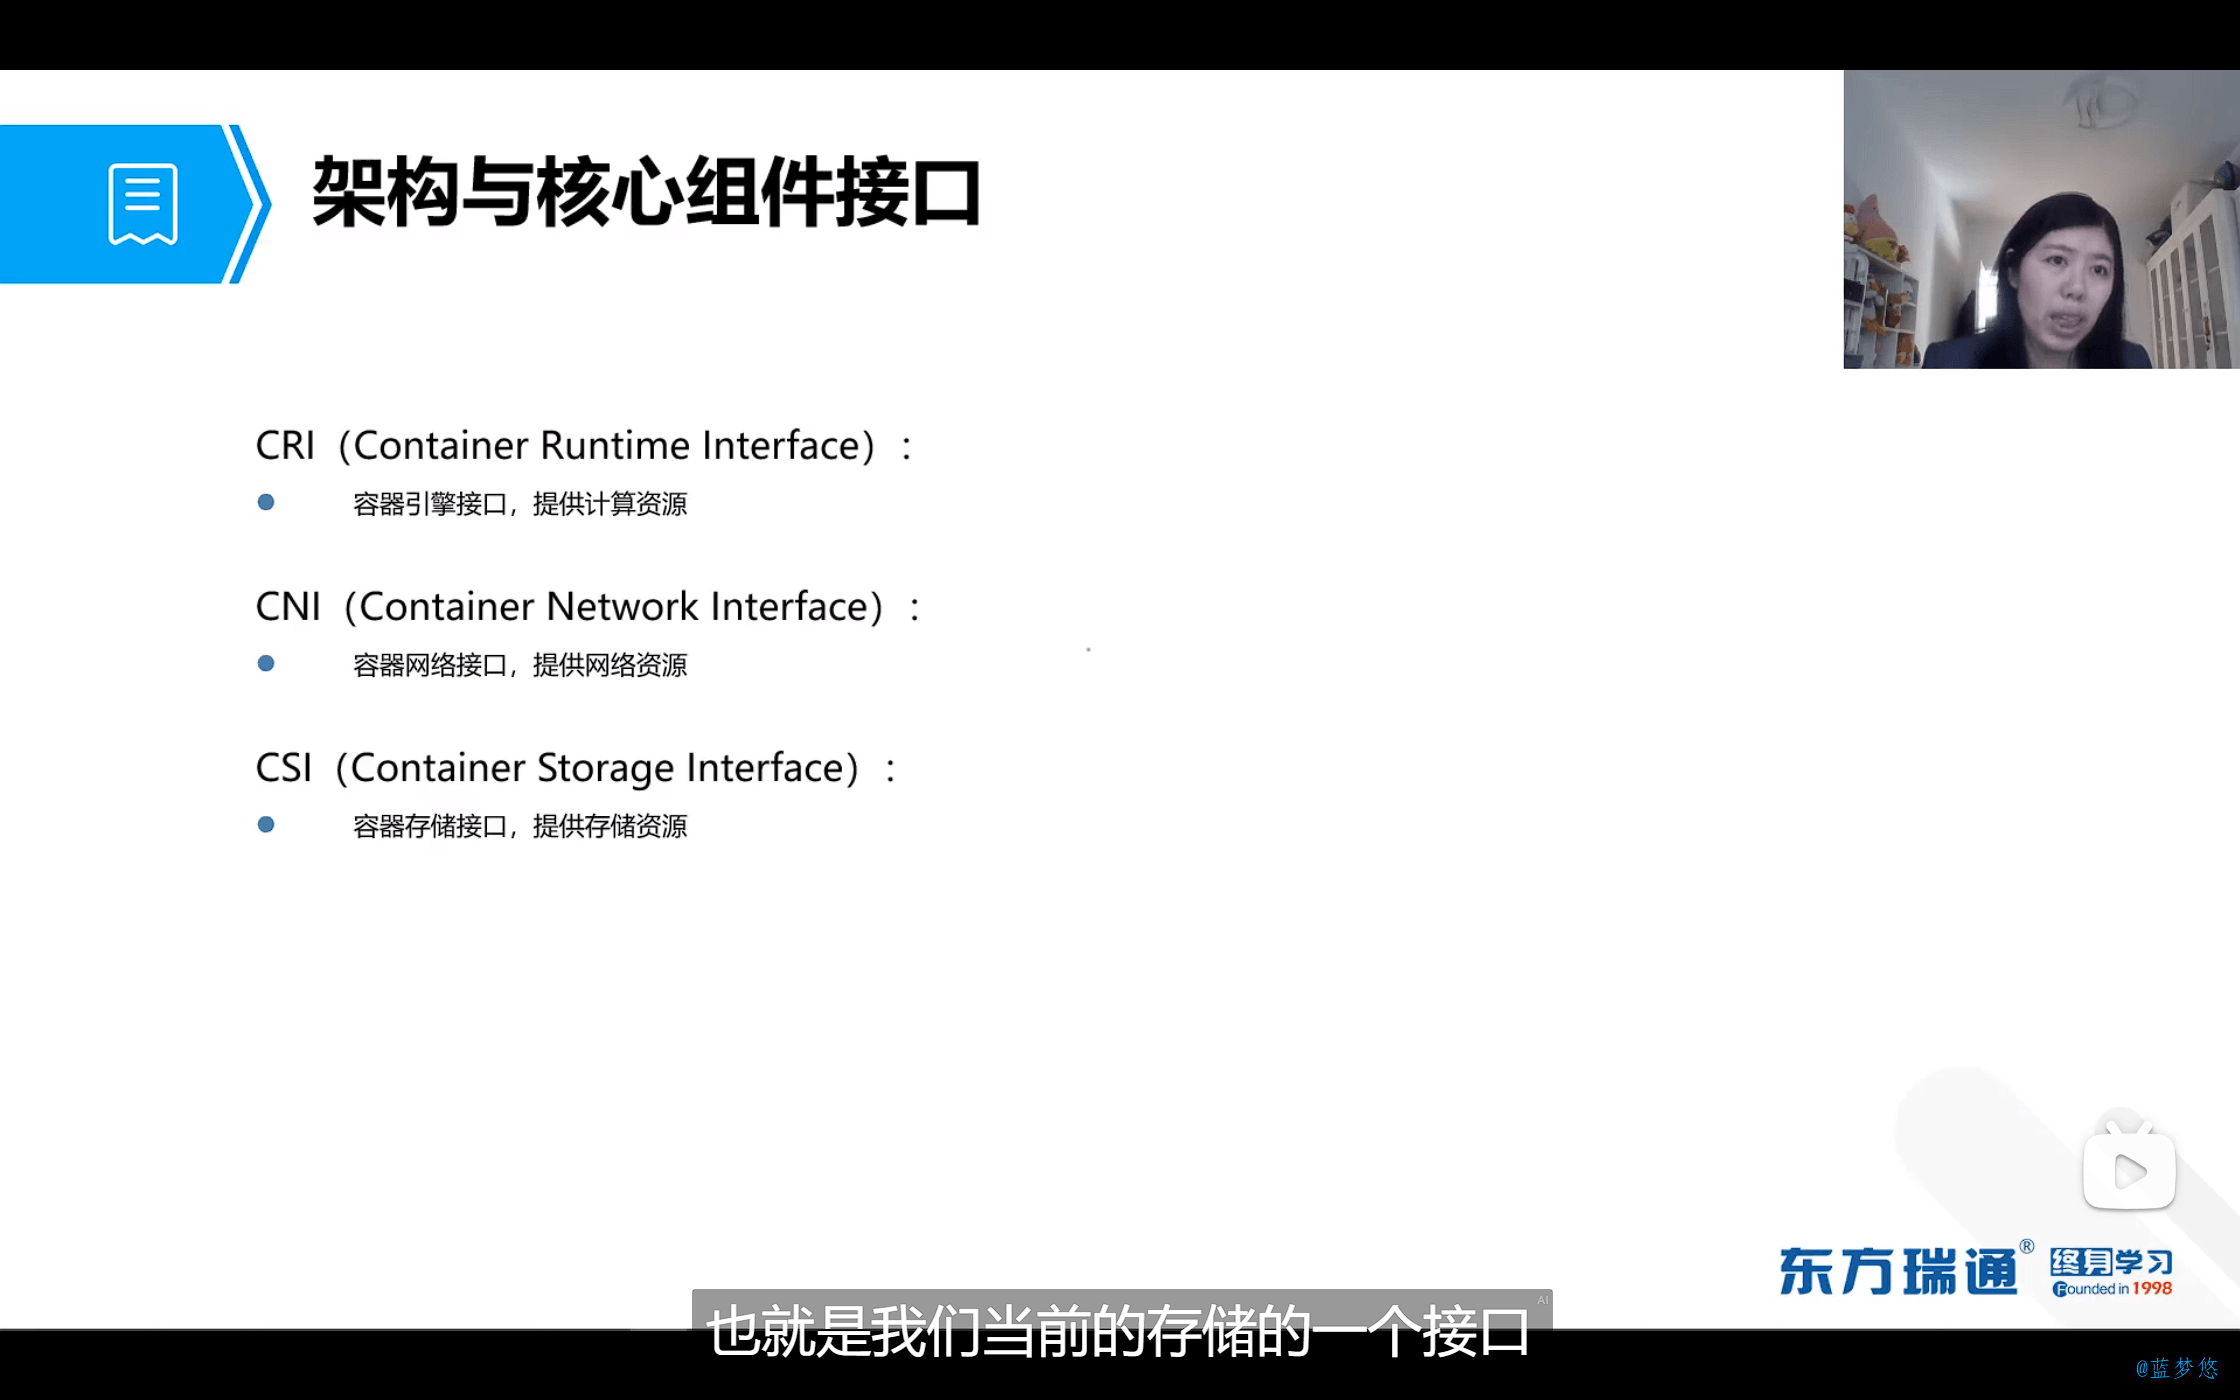 架构与核心组件接口
CRI（Container Runtime Interface）:
容器引擎接口，提供计算资源
CNI（Container Network Interface）:
容器网络接口，提供网络资源
CSI（Container Storage Interface）:
容器存储接口，提供存储资源
东方瑞通® 终身学习
Founded in 1998
AI
也就是我们当前的存储的一个接口
@蓝梦悠